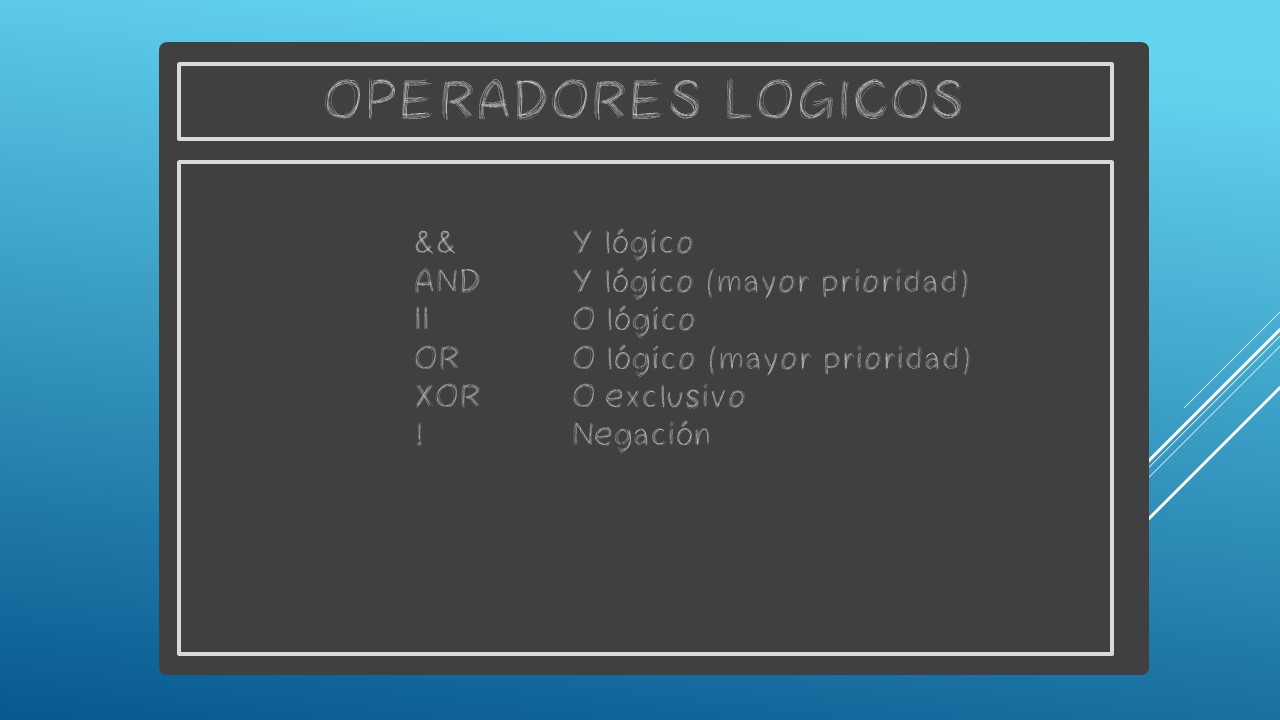 OPERADORES LOGICOS
&& Y lógico
AND Y lógico (mayor prioridad)
|| O lógico
OR O lógico (mayor prioridad)
XOR O exclusivo
! Negación